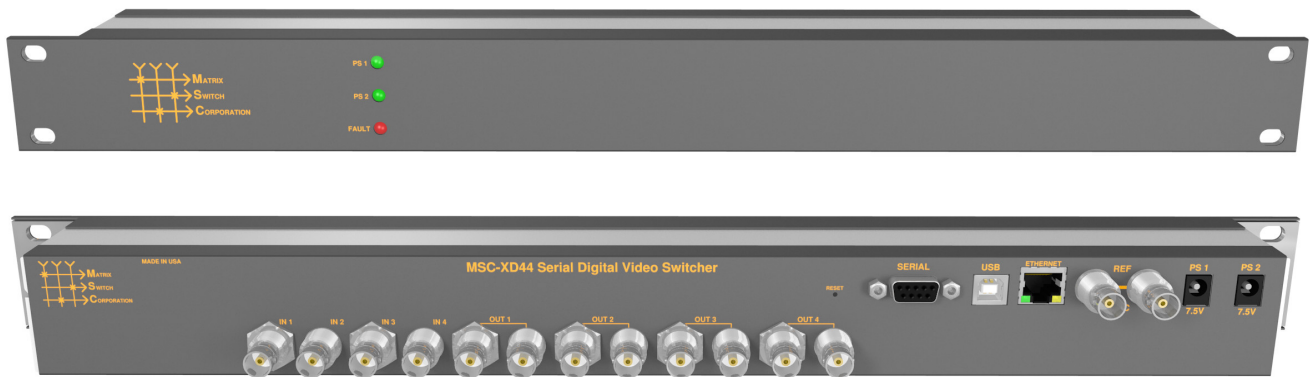 PS 1
MATRIX
PS 2
SWITCH
CORPORATION
FAULT
MADE IN USA
MSC-XD44 Serial Digital Video Switcher
MATRIX
SWITCH
CORPORATION
RESET
SERIAL
USB
ETHERNET
REF
PS 1
PS 2
7.5V
7.5V
IN 1
IN 2
IN 3
IN 4
OUT 1
OUT 2
OUT 3
OUT 4